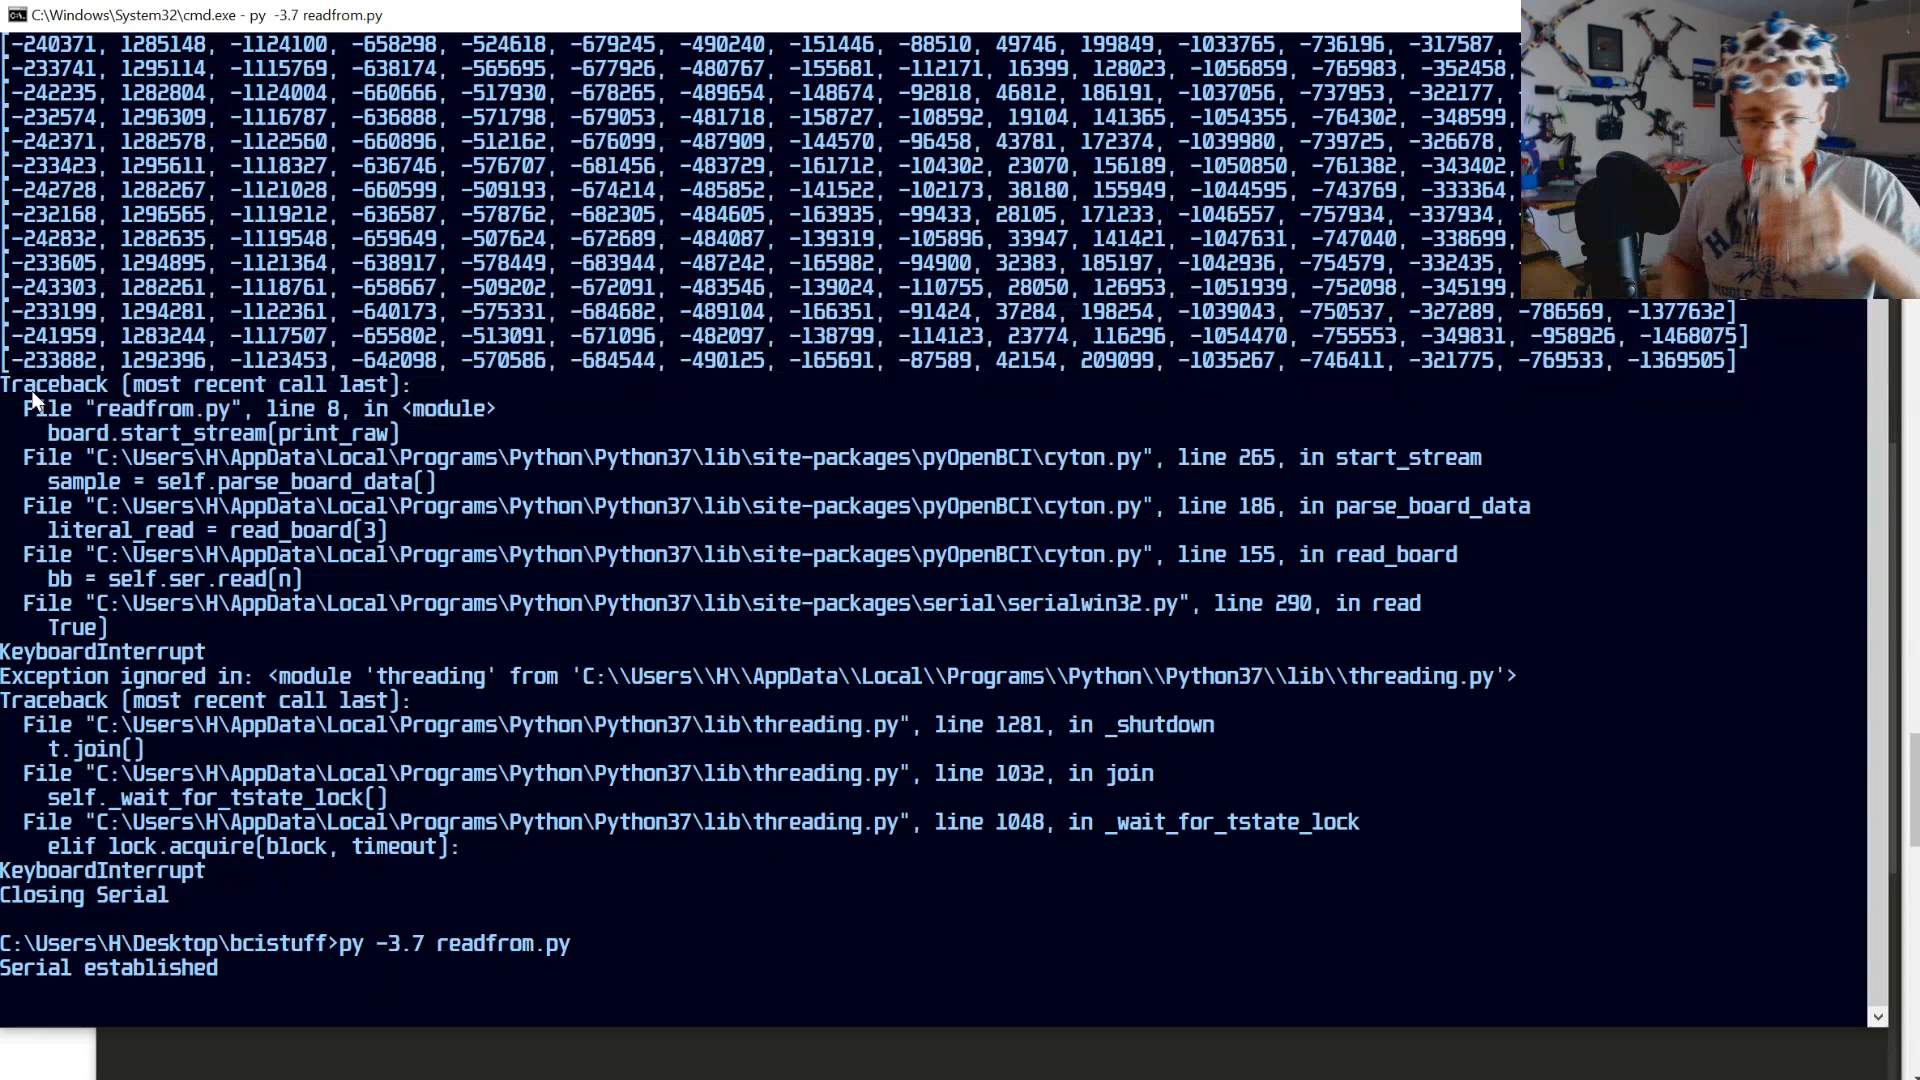 C:\Windows\System32\cmd.exe - py  -3.7 readfrom.py
[-240371, 1285148, -1124100, -658298, -524618, -679245, -490240, -151446, -88510, 49746, 199849, -1033765, -736196, -317587,
[-233741, 1295114, -1115769, -638174, -565695, -677926, -480767, -155681, -112171, 16399, 128023, -1056859, -765983, -352458,
[-242235, 1282804, -1124004, -660666, -517930, -678265, -489654, -148674, -92818, 46812, 186191, -1037056, -737953, -322177,
[-232574, 1296309, -1116787, -636888, -571798, -679053, -481718, -158727, -108592, 19104, 141365, -1054355, -764302, -348599,
[-242371, 1282578, -1122560, -660896, -512162, -676099, -487909, -144570, -96458, 43781, 172374, -1039980, -739725, -326678,
[-233423, 1295611, -1118327, -636746, -576707, -681456, -483729, -161712, -104302, 23070, 156189, -1050850, -761382, -343402,
[-242728, 1282267, -1121028, -660599, -509193, -674214, -485852, -141522, -102173, 38180, 155949, -1044595, -743769, -333364,
[-232168, 1296565, -1119212, -636587, -578762, -682305, -484605, -163935, -99433, 28105, 171233, -1046557, -757934, -337934,
[-242832, 1282635, -1119548, -659649, -507624, -672689, -484087, -139319, -105896, 33947, 141421, -1047631, -747040, -338699,
[-233605, 1294895, -1121364, -638917, -578449, -683944, -487242, -165982, -94900, 32383, 185197, -1042936, -754579, -332435,
[-243303, 1282261, -1118761, -658667, -509202, -672091, -483546, -139024, -110755, 28050, 126953, -1051939, -752098, -345199,
[-233199, 1294281, -1122361, -640173, -575331, -684682, -489104, -166351, -91424, 37284, 198254, -1039043, -750537, -327289, -786569, -1377632]
[-241959, 1283244, -1117507, -655802, -513091, -671096, -482097, -138799, -114123, 23774, 116296, -1054470, -755553, -349831, -958926, -1468075]
[-233882, 1292396, -1123453, -642098, -570586, -684544, -490125, -165691, -87589, 42154, 209099, -1035267, -746411, -321775, -769533, -1369505]
Traceback (most recent call last):
File "readfrom.py", line 8, in <module>
board.start_stream(print_raw)
File "C:\Users\H\AppData\Local\Programs\Python\Python37\lib\site-packages\pyOpenBCI\cyton.py", line 265, in start_stream
sample = self.parse_board_data()
File "C:\Users\H\AppData\Local\Programs\Python\Python37\lib\site-packages\pyOpenBCI\cyton.py", line 186, in parse_board_data
literal_read = read_board(3)
File "C:\Users\H\AppData\Local\Programs\Python\Python37\lib\site-packages\pyOpenBCI\cyton.py", line 155, in read_board
bb = self.ser.read(n)
File "C:\Users\H\AppData\Local\Programs\Python\Python37\lib\site-packages\serial\serialwin32.py", line 290, in read
True)
KeyboardInterrupt
Exception ignored in: <module 'threading' from 'C:\\Users\\H\\AppData\\Local\\Programs\\Python\\Python37\\lib\\threading.py'>
Traceback (most recent call last):
File "C:\Users\H\AppData\Local\Programs\Python\Python37\lib\threading.py", line 1281, in _shutdown
t.join()
File "C:\Users\H\AppData\Local\Programs\Python\Python37\lib\threading.py", line 1032, in join
self._wait_for_tstate_lock()
File "C:\Users\H\AppData\Local\Programs\Python\Python37\lib\threading.py", line 1048, in _wait_for_tstate_lock
elif lock.acquire(block, timeout):
KeyboardInterrupt
Closing Serial
C:\Users\H\Desktop\bcistuff>py -3.7 readfrom.py
Serial established